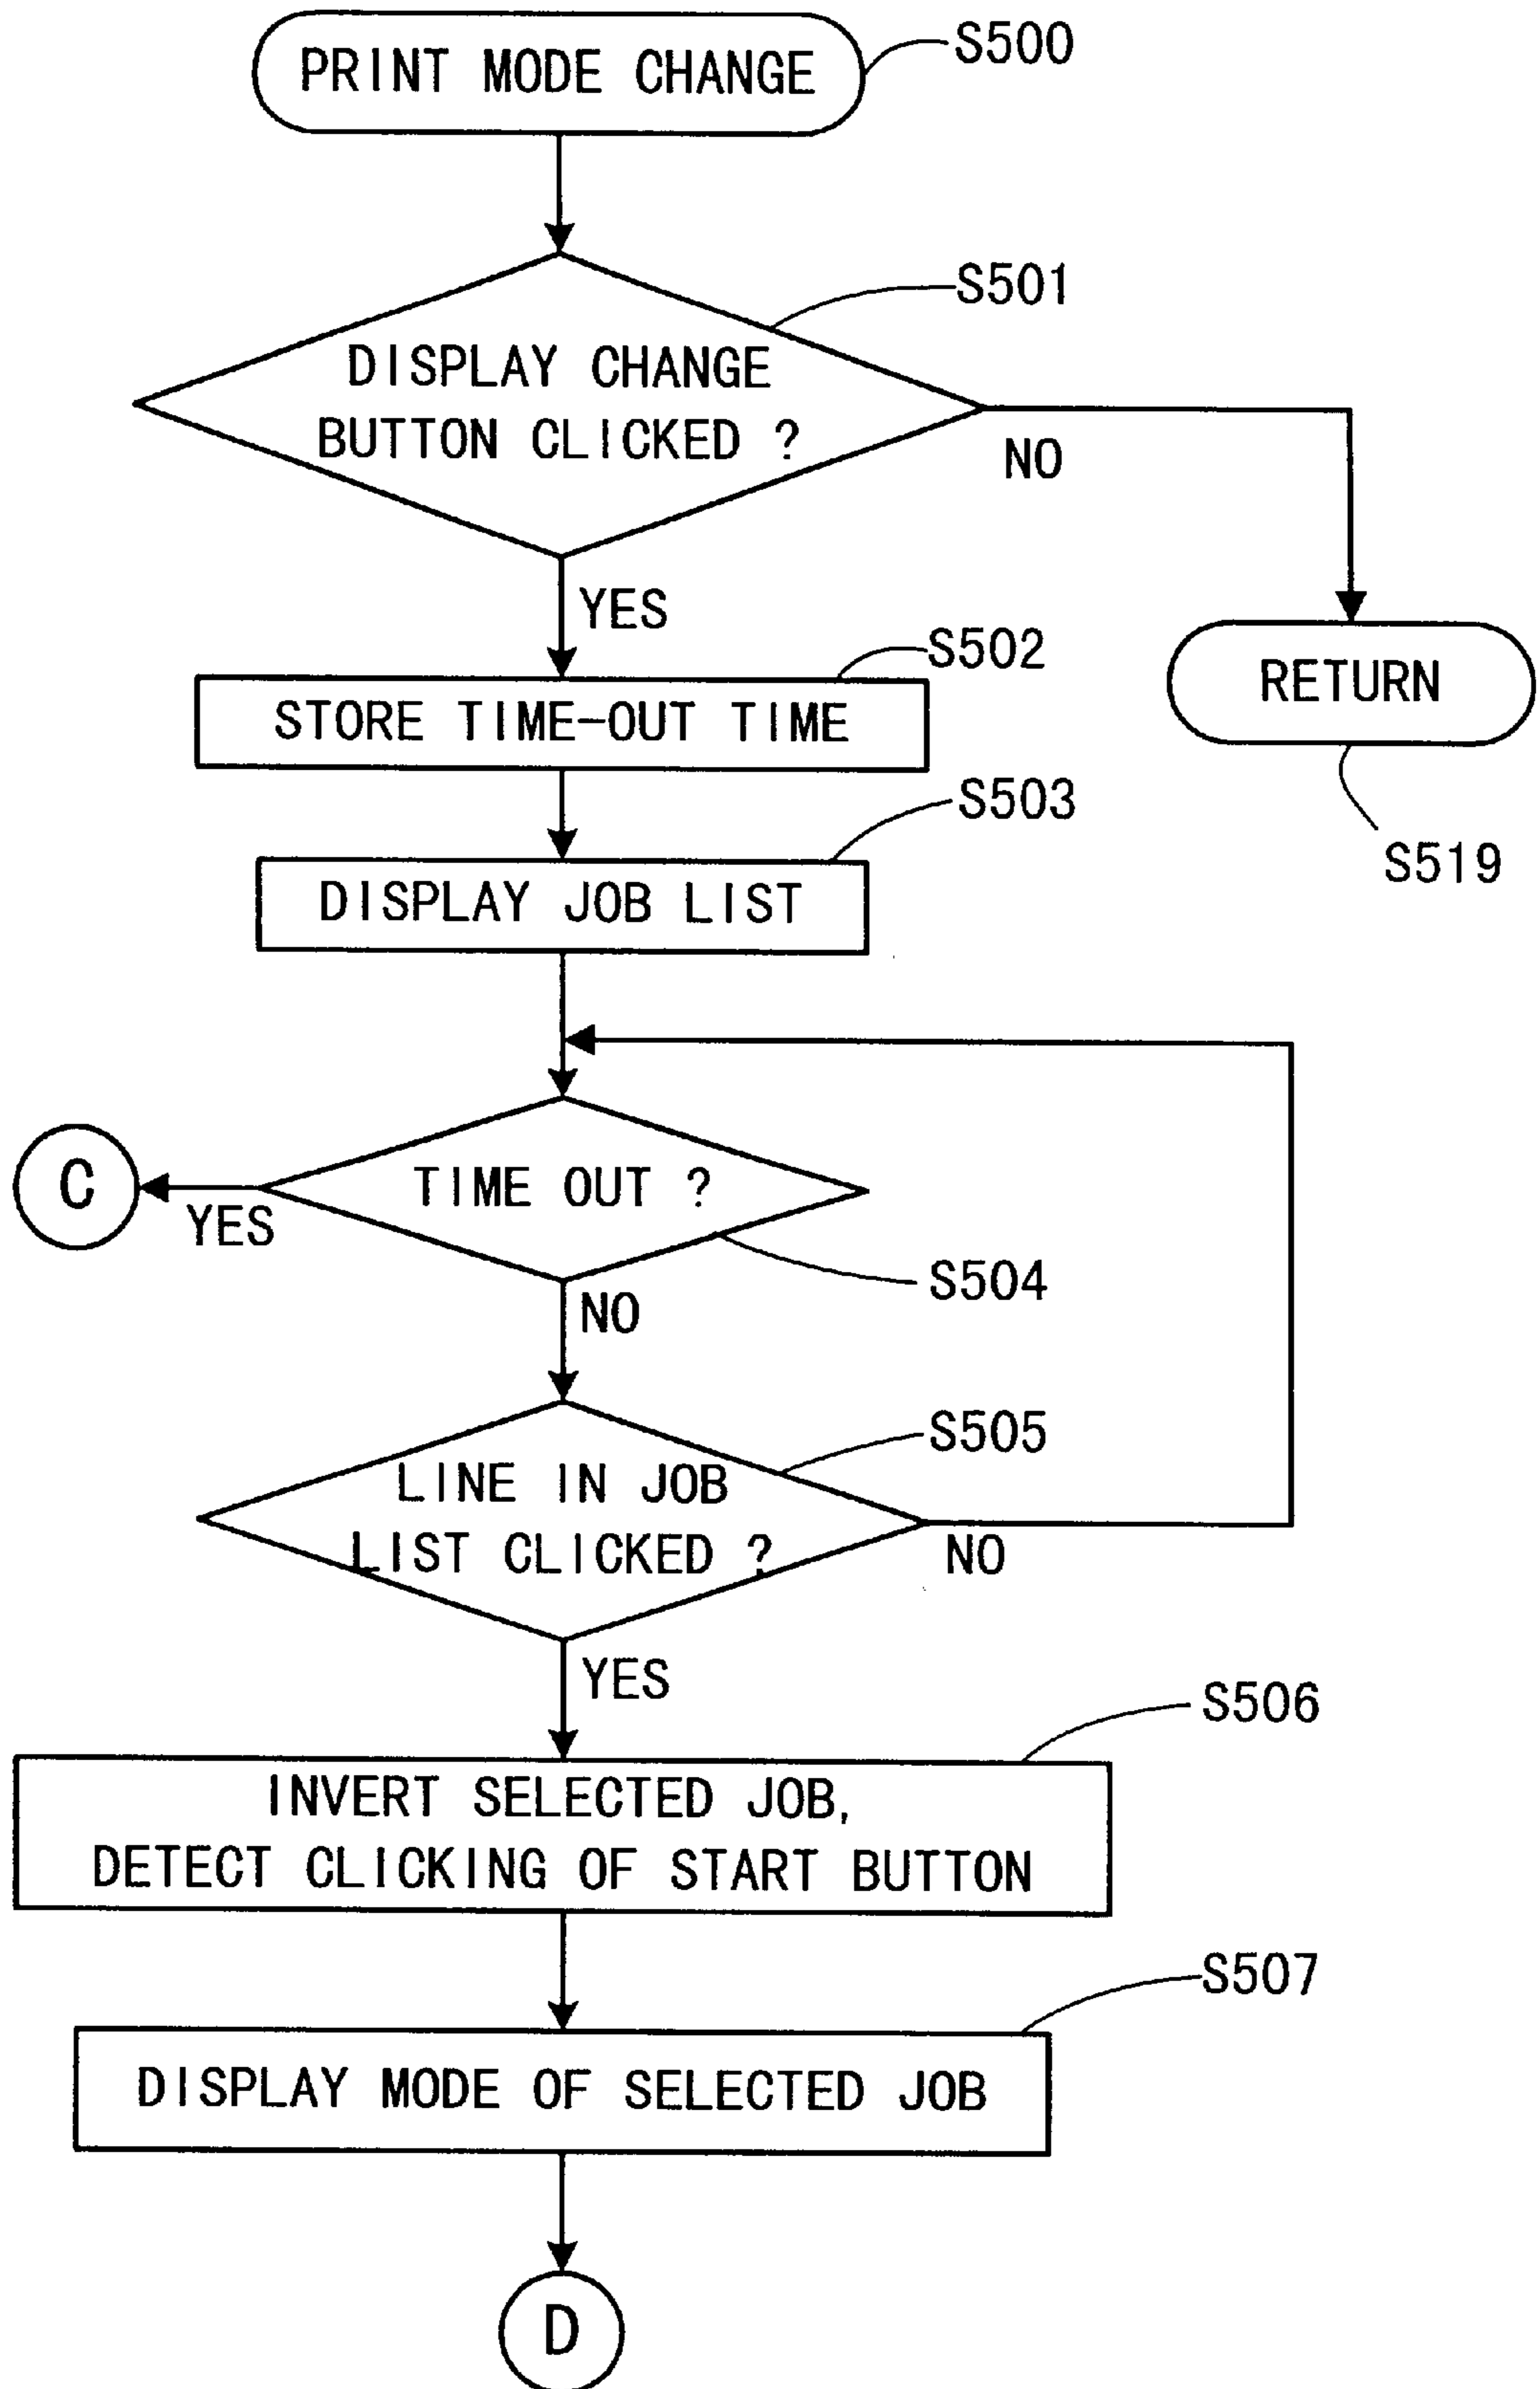 PRINT MODE CHANGE
S500
S501
DISPLAY CHANGE
BUTTON CLICKED ?
NO
YES
S502
STORE TIME-OUT TIME
RETURN
S503
S519
DISPLAY JOB LIST
C
TIME OUT ?
YES
S504
NO
S505
LINE IN JOB
LIST CLICKED ?
NO
YES
S506
INVERT SELECTED JOB,
DETECT CLICKING OF START BUTTON
S507
DISPLAY MODE OF SELECTED JOB
D